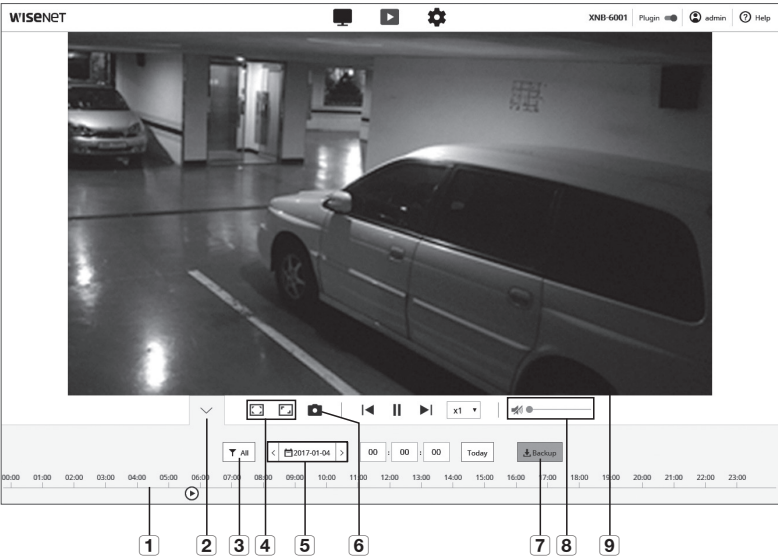 WISENET XNB-6001 Plugin admin ? Help
x1
All 2017-01-04 00 : 00 : 00 Today Backup
00:00 01:00 02:00 03:00 04:00 05:00 06:00 07:00 08:00 09:00 10:00 11:00 12:00 13:00 14:00 15:00 16:00 17:00 18:00 19:00 20:00 21:00 22:00 23:00
1 2 3 4 5 6 7 8 9